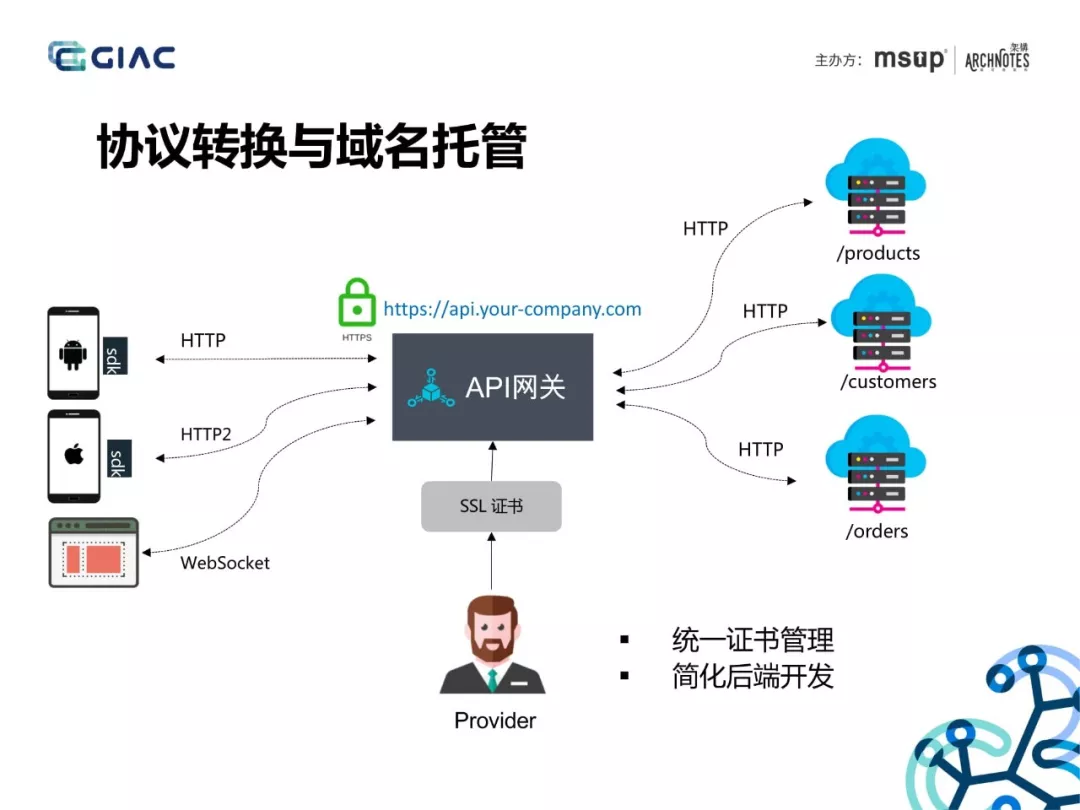 GIAC
主办方：
msup
架構
ARCHNOTES
协议转换与域名托管
HTTP
/products
https://api.your-company.com
HTTPS
HTTP
HTTP
sdk
API网关
/customers
HTTP2
HTTP
sdk
SSL 证书
/orders
WebSocket
Provider
▪ 统一证书管理
▪ 简化后端开发